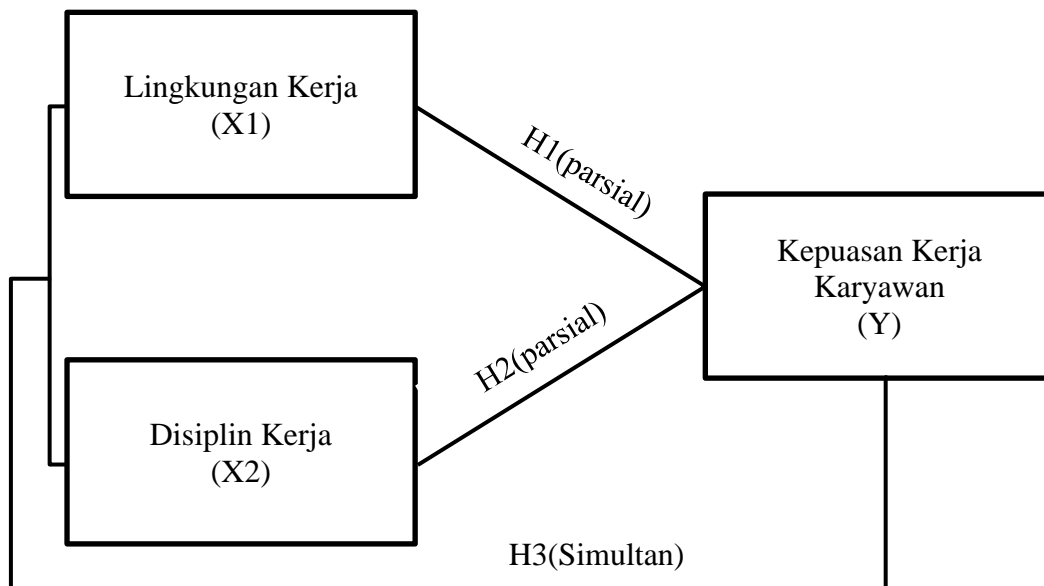 Lingkungan Kerja
(X1)
H1(parsial)
Kepuasan Kerja
Karyawan
(Y)
H2(parsial)
Disiplin Kerja
(X2)
H3(Simultan)